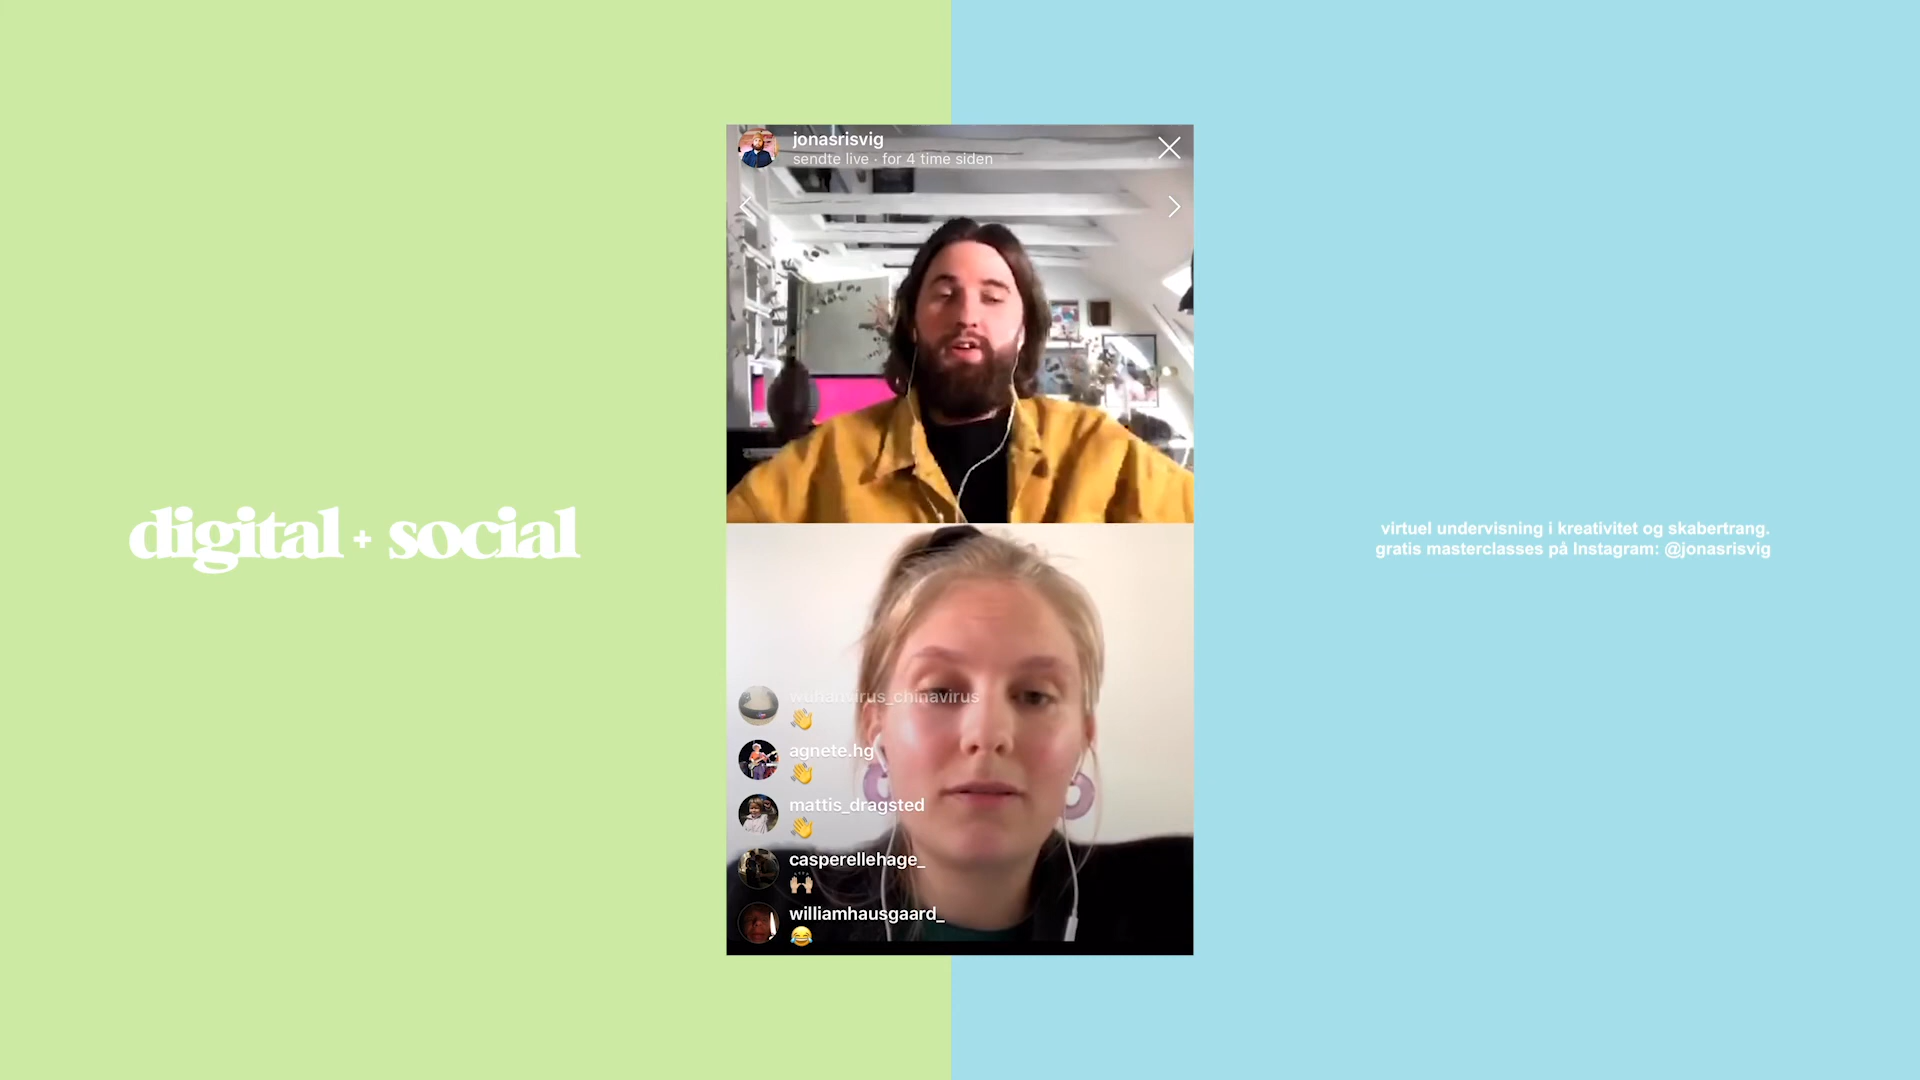 digital + social
jonasrisvig
sendte live · for 4 time siden
wuhanvirus_chinavirus
👋
agnete.hg
👋
mattis_dragsted
👋
casperellehage_
🙌🏼
williamhausgaard_
😂
virtuel undervisning i kreativitet og skabertrang.
gratis masterclasses på Instagram: @jonasrisvig